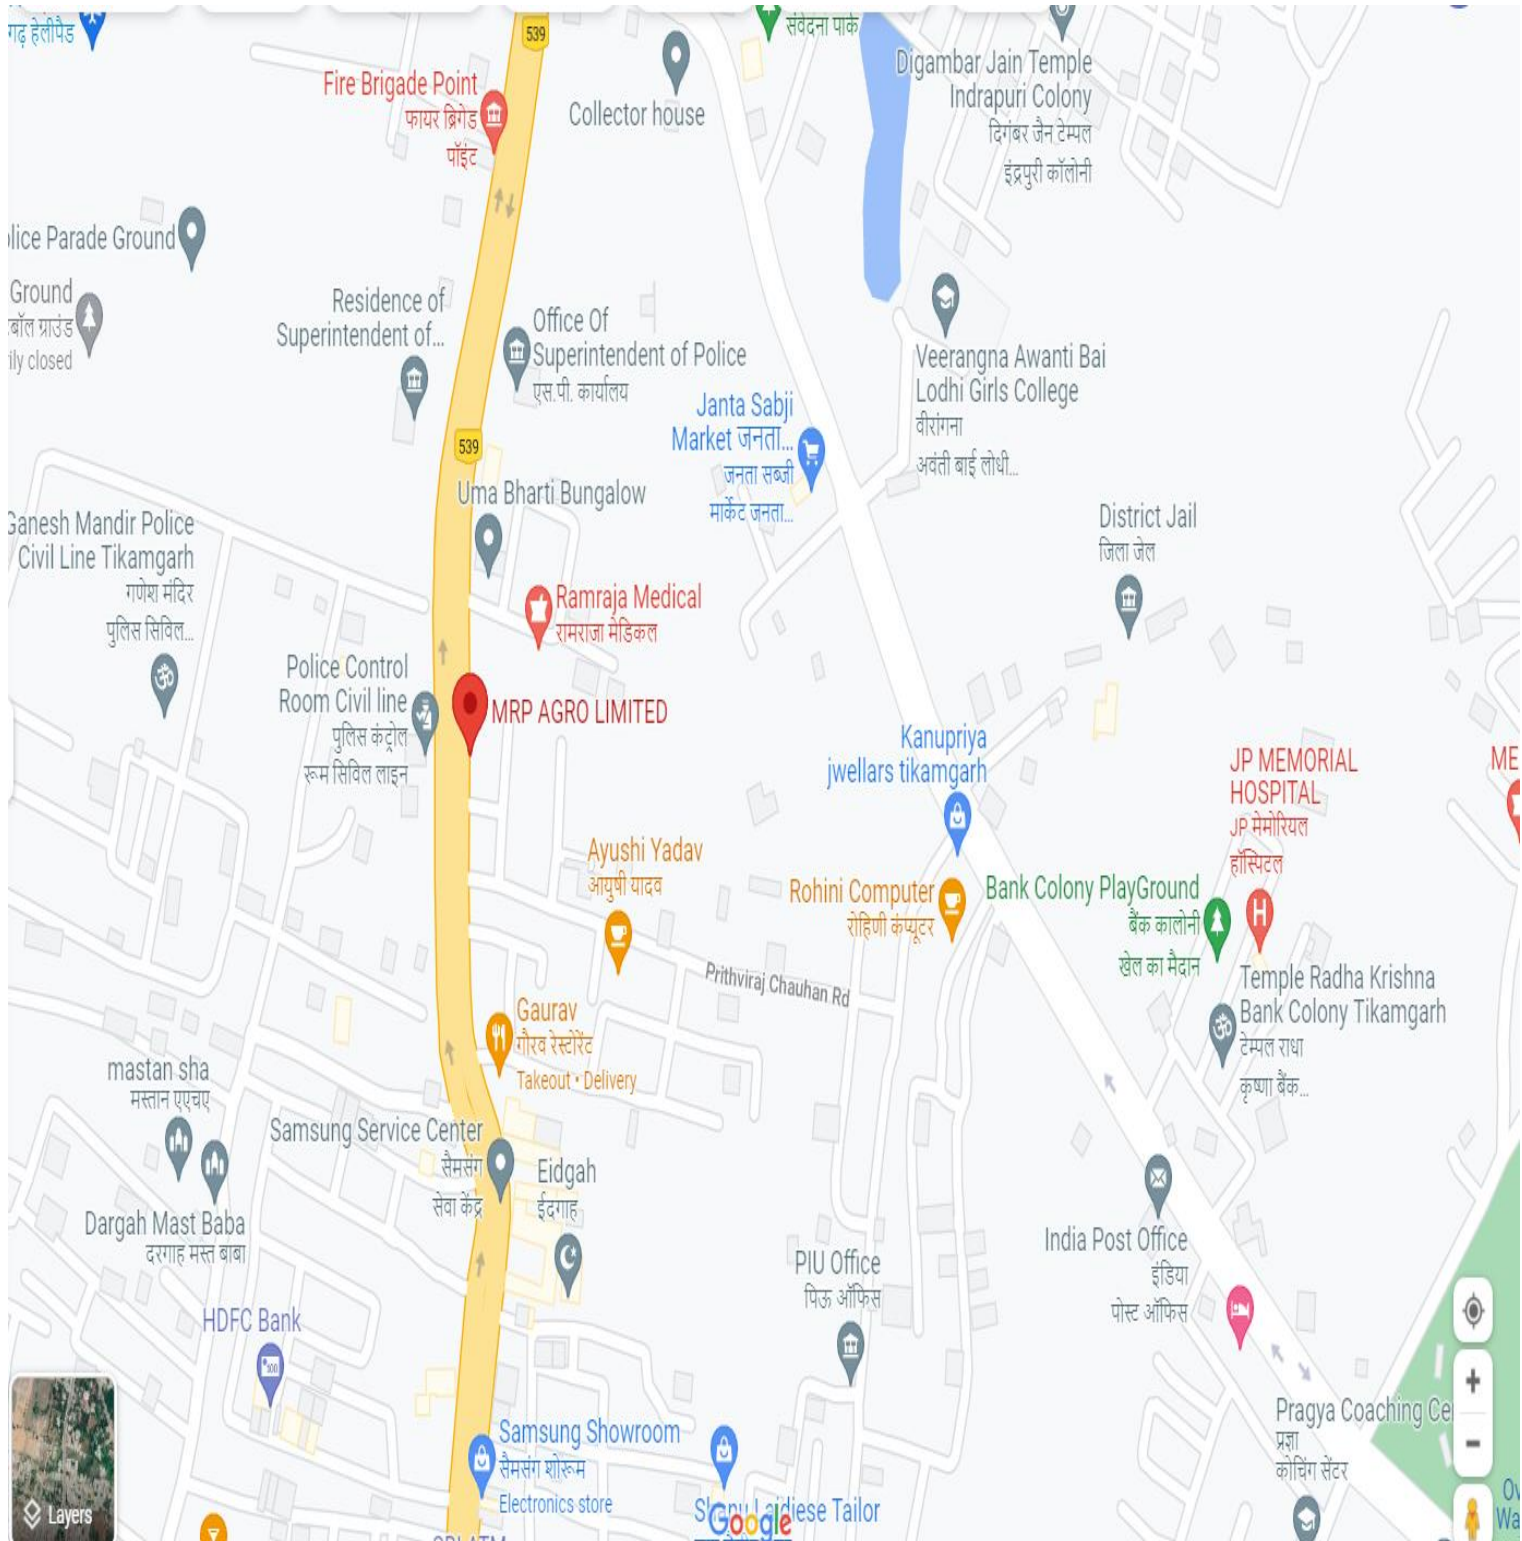 गढ़ हेलीपैड
539
संवेदना पार्क
Fire Brigade Point
फायर ब्रिगेड
पॉइंट
Collector house
Digambar Jain Temple
Indrapuri Colony
दिगंबर जैन टेम्पल
इंद्रपुरी कॉलोनी
lice Parade Ground
Ground
बॉल ग्राउंड
ily closed
Residence of
Superintendent of...
Office Of
Superintendent of Police
एस.पी. कार्यालय
Veerangna Awanti Bai
Lodhi Girls College
वीरांगना
अवंती बाई लोधी...
Janta Sabji
Market जनता...
जनता सब्जी
मार्केट जनता...
539
Uma Bharti Bungalow
Ganesh Mandir Police
Civil Line Tikamgarh
गणेश मंदिर
पुलिस सिविल...
District Jail
जिला जेल
Ramraja Medical
रामराजा मेडिकल
Police Control
Room Civil line
पुलिस कंट्रोल
रूम सिविल लाइन
MRP AGRO LIMITED
Kanupriya
jwellars tikamgarh
JP MEMORIAL
HOSPITAL
JP मेमोरियल
हॉस्पिटल
ME
Ayushi Yadav
आयुषी यादव
Rohini Computer
रोहिणी कंप्यूटर
Bank Colony PlayGround
बैंक कालोनी
खेल का मैदान
Prithviraj Chauhan Rd
Temple Radha Krishna
Bank Colony Tikamgarh
टेम्पल राधा
कृष्णा बैंक...
Gaurav
गौरव रेस्टोरेंट
Takeout • Delivery
mastan sha
मस्तान एएचए
Samsung Service Center
सैमसंग
सेवा केंद्र
Eidgah
ईदगाह
Dargah Mast Baba
दरगाह मस्त बाबा
PIU Office
पिऊ ऑफिस
India Post Office
इंडिया
पोस्ट ऑफिस
HDFC Bank
100
Samsung Showroom
सैमसंग शोरूम
Electronics store
Pragya Coaching Ce
प्रज्ञा
कोचिंग सेंटर
Layers
Shanu Laidiese Tailor
Google
Ov
Wa